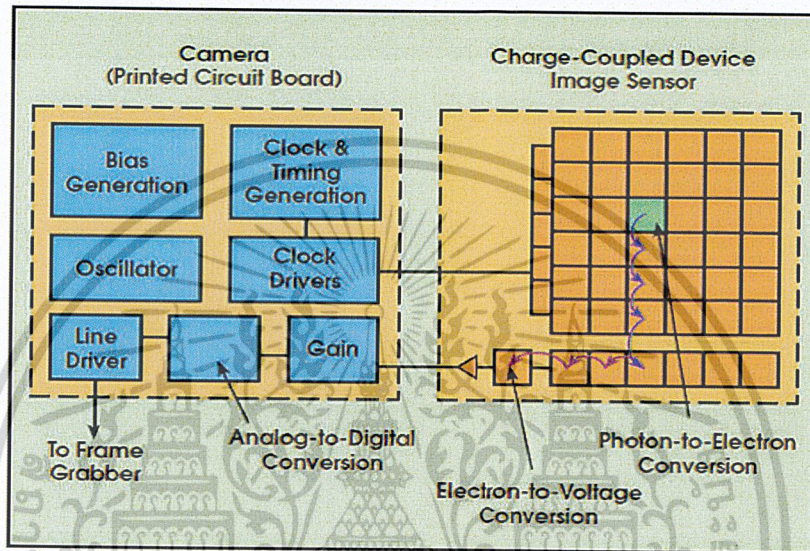 Camera
(Printed Circuit Board)
Charge-Coupled Device
Image Sensor
Bias
Generation
Clock &
Timing
Generation
Oscillator
Clock
Drivers
Line
Driver
Gain
To Frame
Grabber
Analog-to-Digital
Conversion
Electron-to-Voltage
Conversion
Photon-to-Electron
Conversion